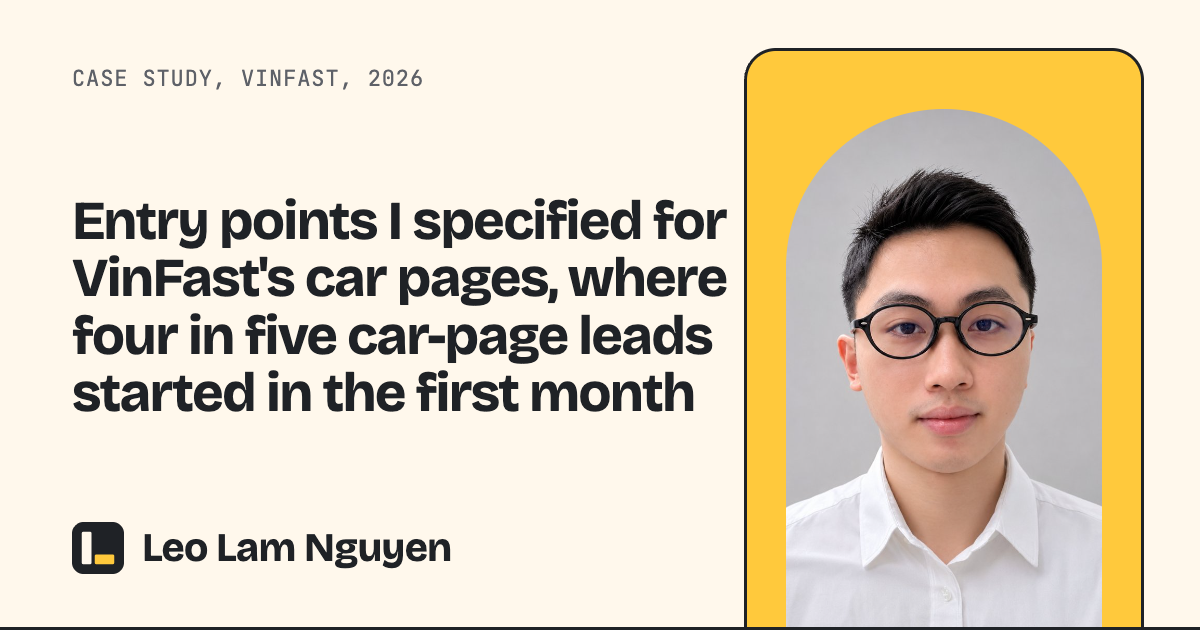 CASE STUDY, VINFAST, 2026
Entry points I specified for
VinFast's car pages, where
four in five car-page leads
started in the first month
Leo Lam Nguyen